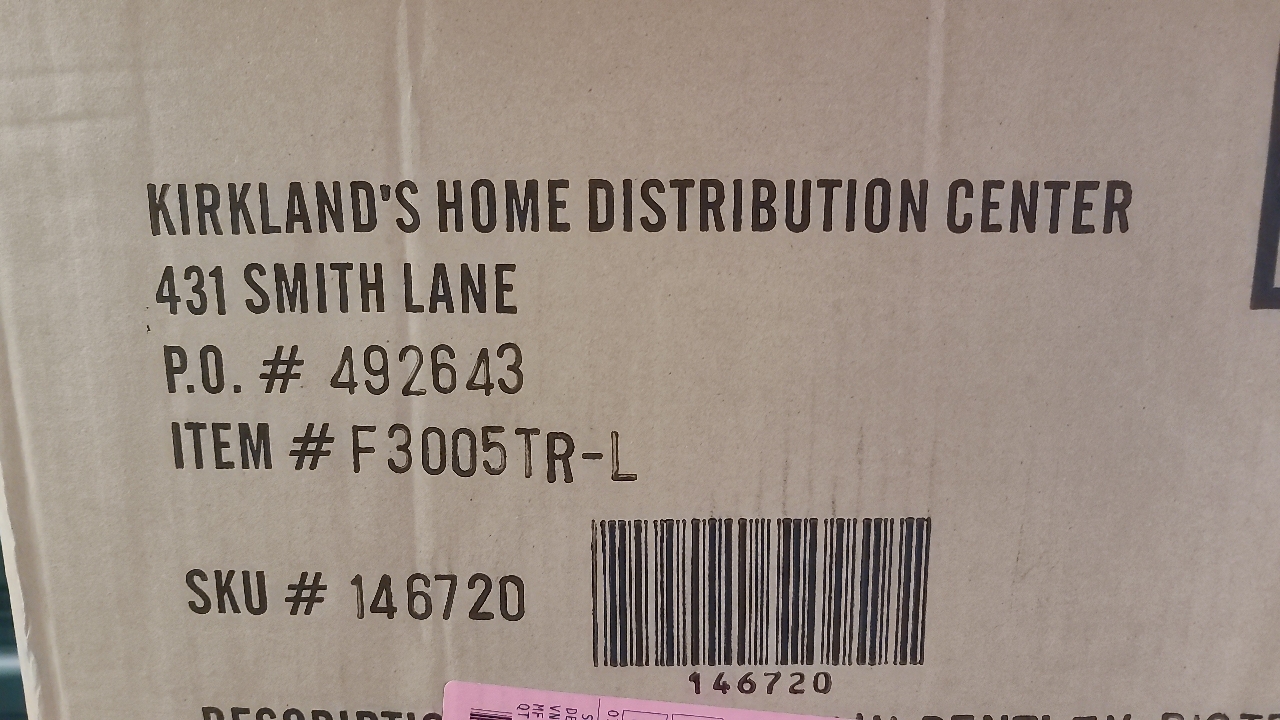 KIRKLAND'S HOME DISTRIBUTION CENTER
431 SMITH LANE
P.O. # 492643
ITEM # F3005TR-L
SKU # 146720
146720